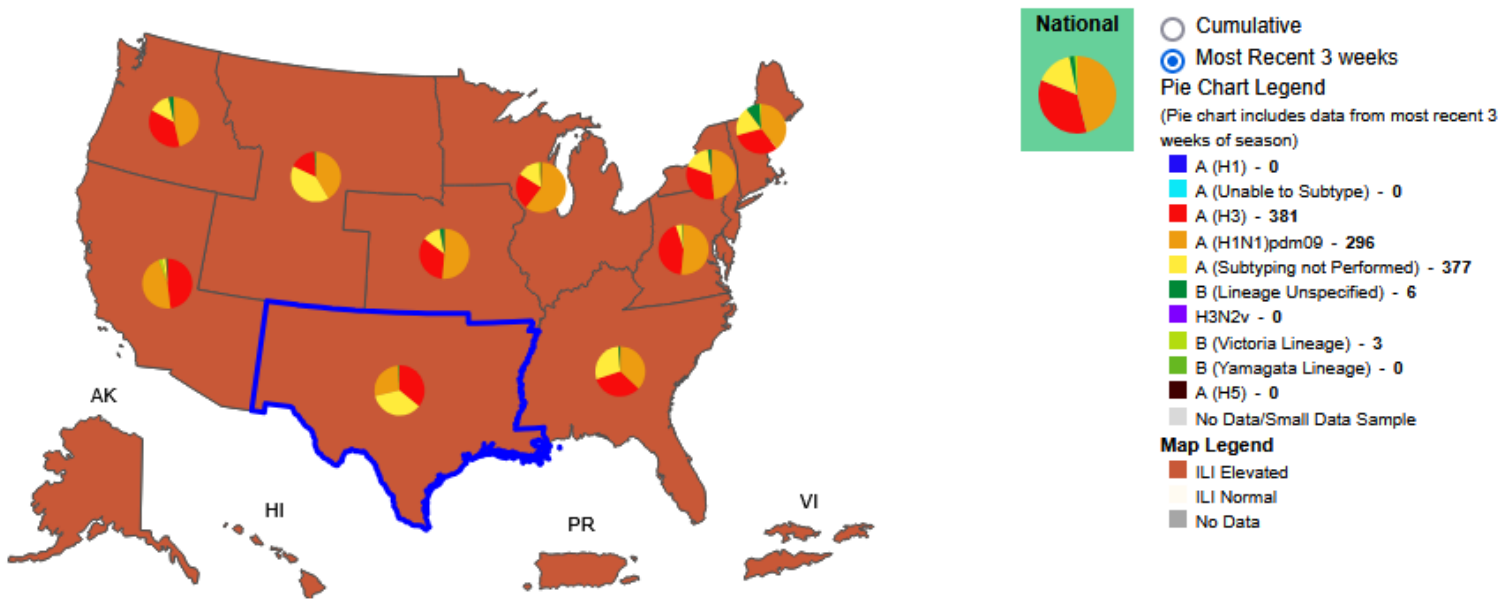 National
Cumulative
Most Recent 3 weeks
Pie Chart Legend
(Pie chart includes data from most recent 3
weeks of season)
A (H1) - 0
A (Unable to Subtype) - 0
A (H3) - 381
A (H1N1)pdm09 - 296
A (Subtyping not Performed) - 377
B (Lineage Unspecified) - 6
H3N2v - 0
B (Victoria Lineage) - 3
B (Yamagata Lineage) - 0
A (H5) - 0
No Data/Small Data Sample
Map Legend
ILI Elevated
ILI Normal
No Data
AK
HI
PR
VI